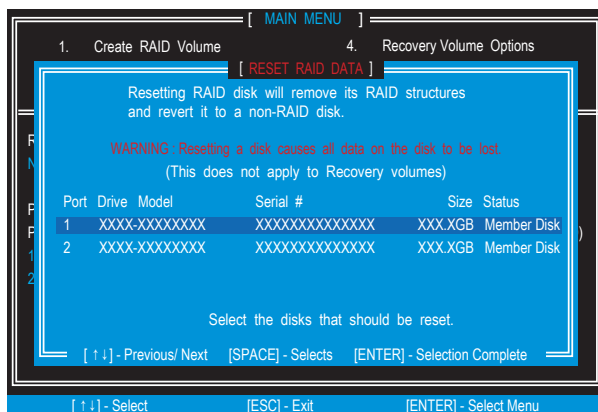 [ MAIN MENU ]
1. Create RAID Volume 4. Recovery Volume Options
[ RESET RAID DATA ]
Resetting RAID disk will remove its RAID structures
and revert it to a non-RAID disk.
WARNING : Resetting a disk causes all data on the disk to be lost.
(This does not apply to Recovery volumes)
Port Drive Model Serial # Size Status
1 XXXX-XXXXXXXX XXXXXXXXXXXXXX XXX.XGB Member Disk
2 XXXX-XXXXXXXX XXXXXXXXXXXXXX XXX.XGB Member Disk
Select the disks that should be reset.
[ ↑↓] - Previous/ Next [SPACE] - Selects [ENTER] - Selection Complete
[ ↑↓] - Select [ESC] - Exit [ENTER] - Select Menu